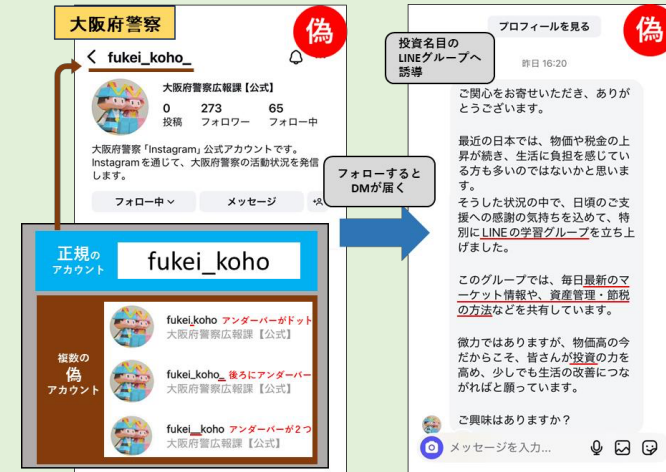 大阪府警察
偽
fukei_koho_
大阪府警察広報課【公式】
0 273 65
投稿 フォロワー フォロー中
大阪府警察「Instagram」公式アカウントです。
Instagramを通じて、大阪府警察の活動状況を発信
します。
フォロー中 メッセージ
正規の
アカウント
fukei_koho
複数の
偽
アカウント
fukei.koho アンダーバーがドット
大阪府警察広報課【公式】
fukei_koho_ 後ろにアンダーバー
大阪府警察広報課【公式】
fukei__koho アンダーバーが2つ
大阪府警察広報課【公式】
フォローすると
DMが届く
投資名目の
LINEグループへ
誘導
プロフィールを見る
偽
昨日 16:20
ご関心をお寄せいただき、ありが
とうございます。
最近の日本では、物価や税金の上
昇が続き、生活に負担を感じてい
る方も多いのではないかと思いま
す。
そうした状況の中で、日頃のご支
援への感謝の気持ちを込めて、特
別にLINEの学習グループを立ち上
げました。
このグループでは、毎日最新のマ
ーケット情報や、資産管理・節税
の方法などを共有しています。
微力ではありますが、物価高の今
だからこそ、皆さんが投資の力を
高め、少しでも生活の改善につな
がればと願っています。
ご興味はありますか？
メッセージを入力...